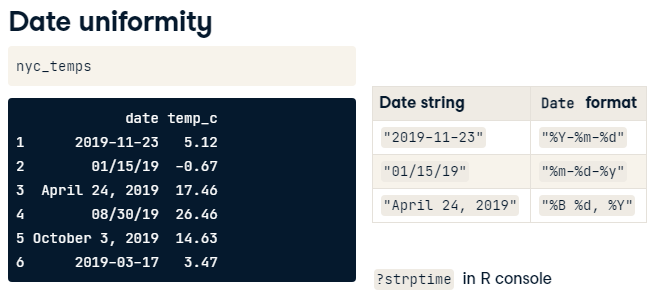 Date uniformity
nyc_temps
date temp_c
1 2019-11-23 5.12
2 01/15/19 -0.67
3 April 24, 2019 17.46
4 08/30/19 26.46
5 October 3, 2019 14.63
6 2019-03-17 3.47
Date string Date format
"2019-11-23" "%Y-%m-%d"
"01/15/19" "%m-%d-%y"
"April 24, 2019" "%B %d, %Y"
?strptime in R console